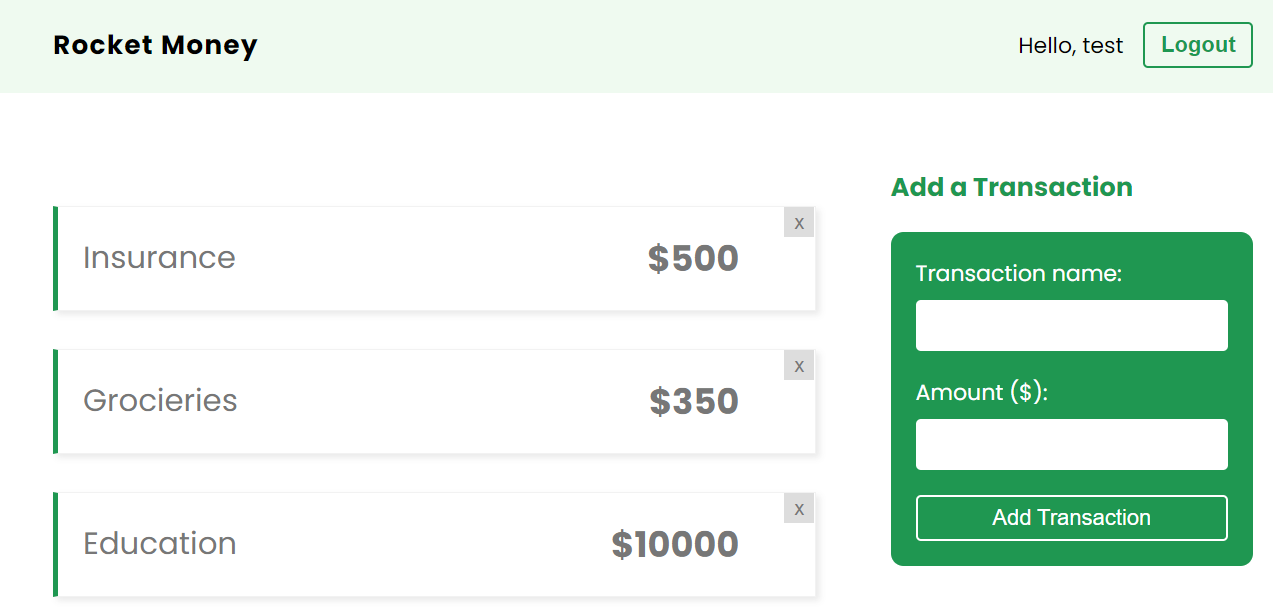 Rocket Money
Hello, test
Logout
Insurance
$500
x
Grocieries
$350
x
Education
$10000
x
Add a Transaction
Transaction name:
Amount ($):
Add Transaction